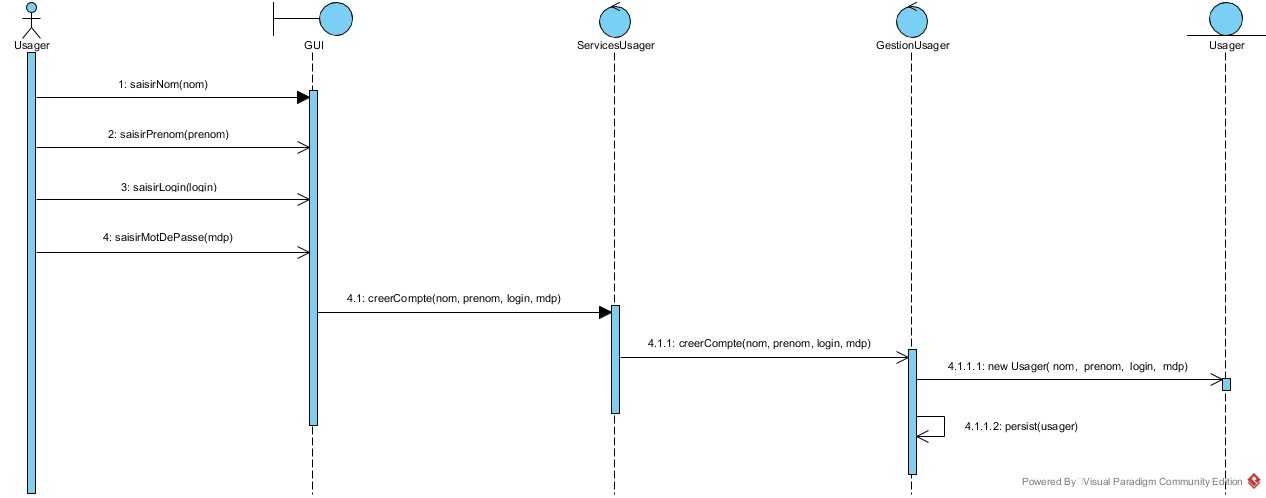 Usager
GUI
ServicesUsager
GestionUsager
Usager
1: saisirNom(nom)
2: saisirPrenom(prenom)
3: saisirLogin(login)
4: saisirMotDePasse(mdp)
4.1: creerCompte(nom, prenom, login, mdp)
4.1.1: creerCompte(nom, prenom, login, mdp)
4.1.1.1: new Usager( nom, prenom, login, mdp)
4.1.1.2: persist(usager)
Powered By Visual Paradigm Community Edition